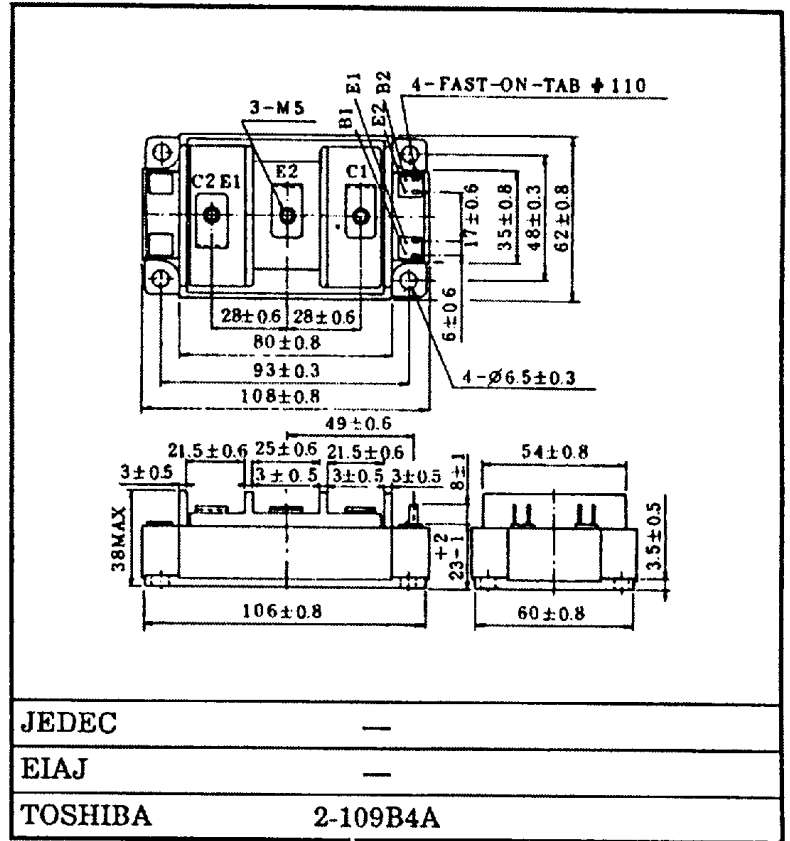 4-FAST-ON-TAB ⌖110
3-M5
B1 E1
E2 B2
C2 E1
E2
C1
17±0.6
35±0.8
48±0.3
62±0.8
6±0.6
28±0.6
28±0.6
80±0.8
93±0.3
108±0.8
4-Ø6.5±0.3
49±0.6
21.5±0.6
25±0.6
21.5±0.6
3±0.5
3±0.5
3±0.5
3±0.5
8±1
54±0.8
38MAX
+2
23-1
3.5±0.5
106±0.8
60±0.8
JEDEC —
EIAJ —
TOSHIBA 2-109B4A